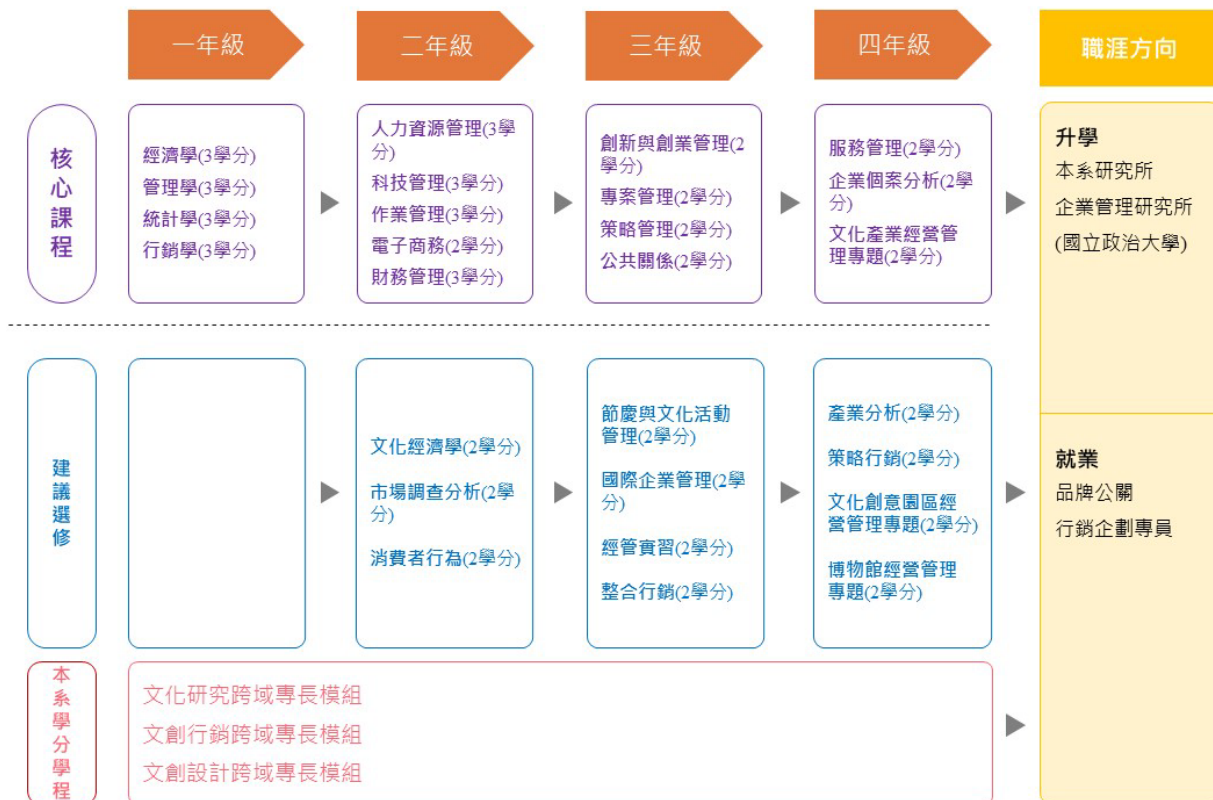 一年級
二年級
三年級
四年級
職涯方向
核
心
課
程
經濟學(3學分)
管理學(3學分)
統計學(3學分)
行銷學(3學分)
人力資源管理(3學
分)
科技管理(3學分)
作業管理(3學分)
電子商務(2學分)
財務管理(3學分)
創新與創業管理(2
學分)
專案管理(2學分)
策略管理(2學分)
公共關係(2學分)
服務管理(2學分)
企業個案分析(2學
分)
文化產業經營管
理專題(2學分)
升學
本系研究所
企業管理研究所
(國立政治大學)
建
議
選
修
文化經濟學(2學分)
市場調查分析(2學
分)
消費者行為(2學分)
節慶與文化活動
管理(2學分)
國際企業管理(2學
分)
經管實習(2學分)
整合行銷(2學分)
產業分析(2學分)
策略行銷(2學分)
文化創意園區經
營管理專題(2學分)
博物館經營管理
專題(2學分)
就業
品牌公關
行銷企劃專員
本
系
學
分
學
程
文化研究跨域專長模組
文創行銷跨域專長模組
文創設計跨域專長模組